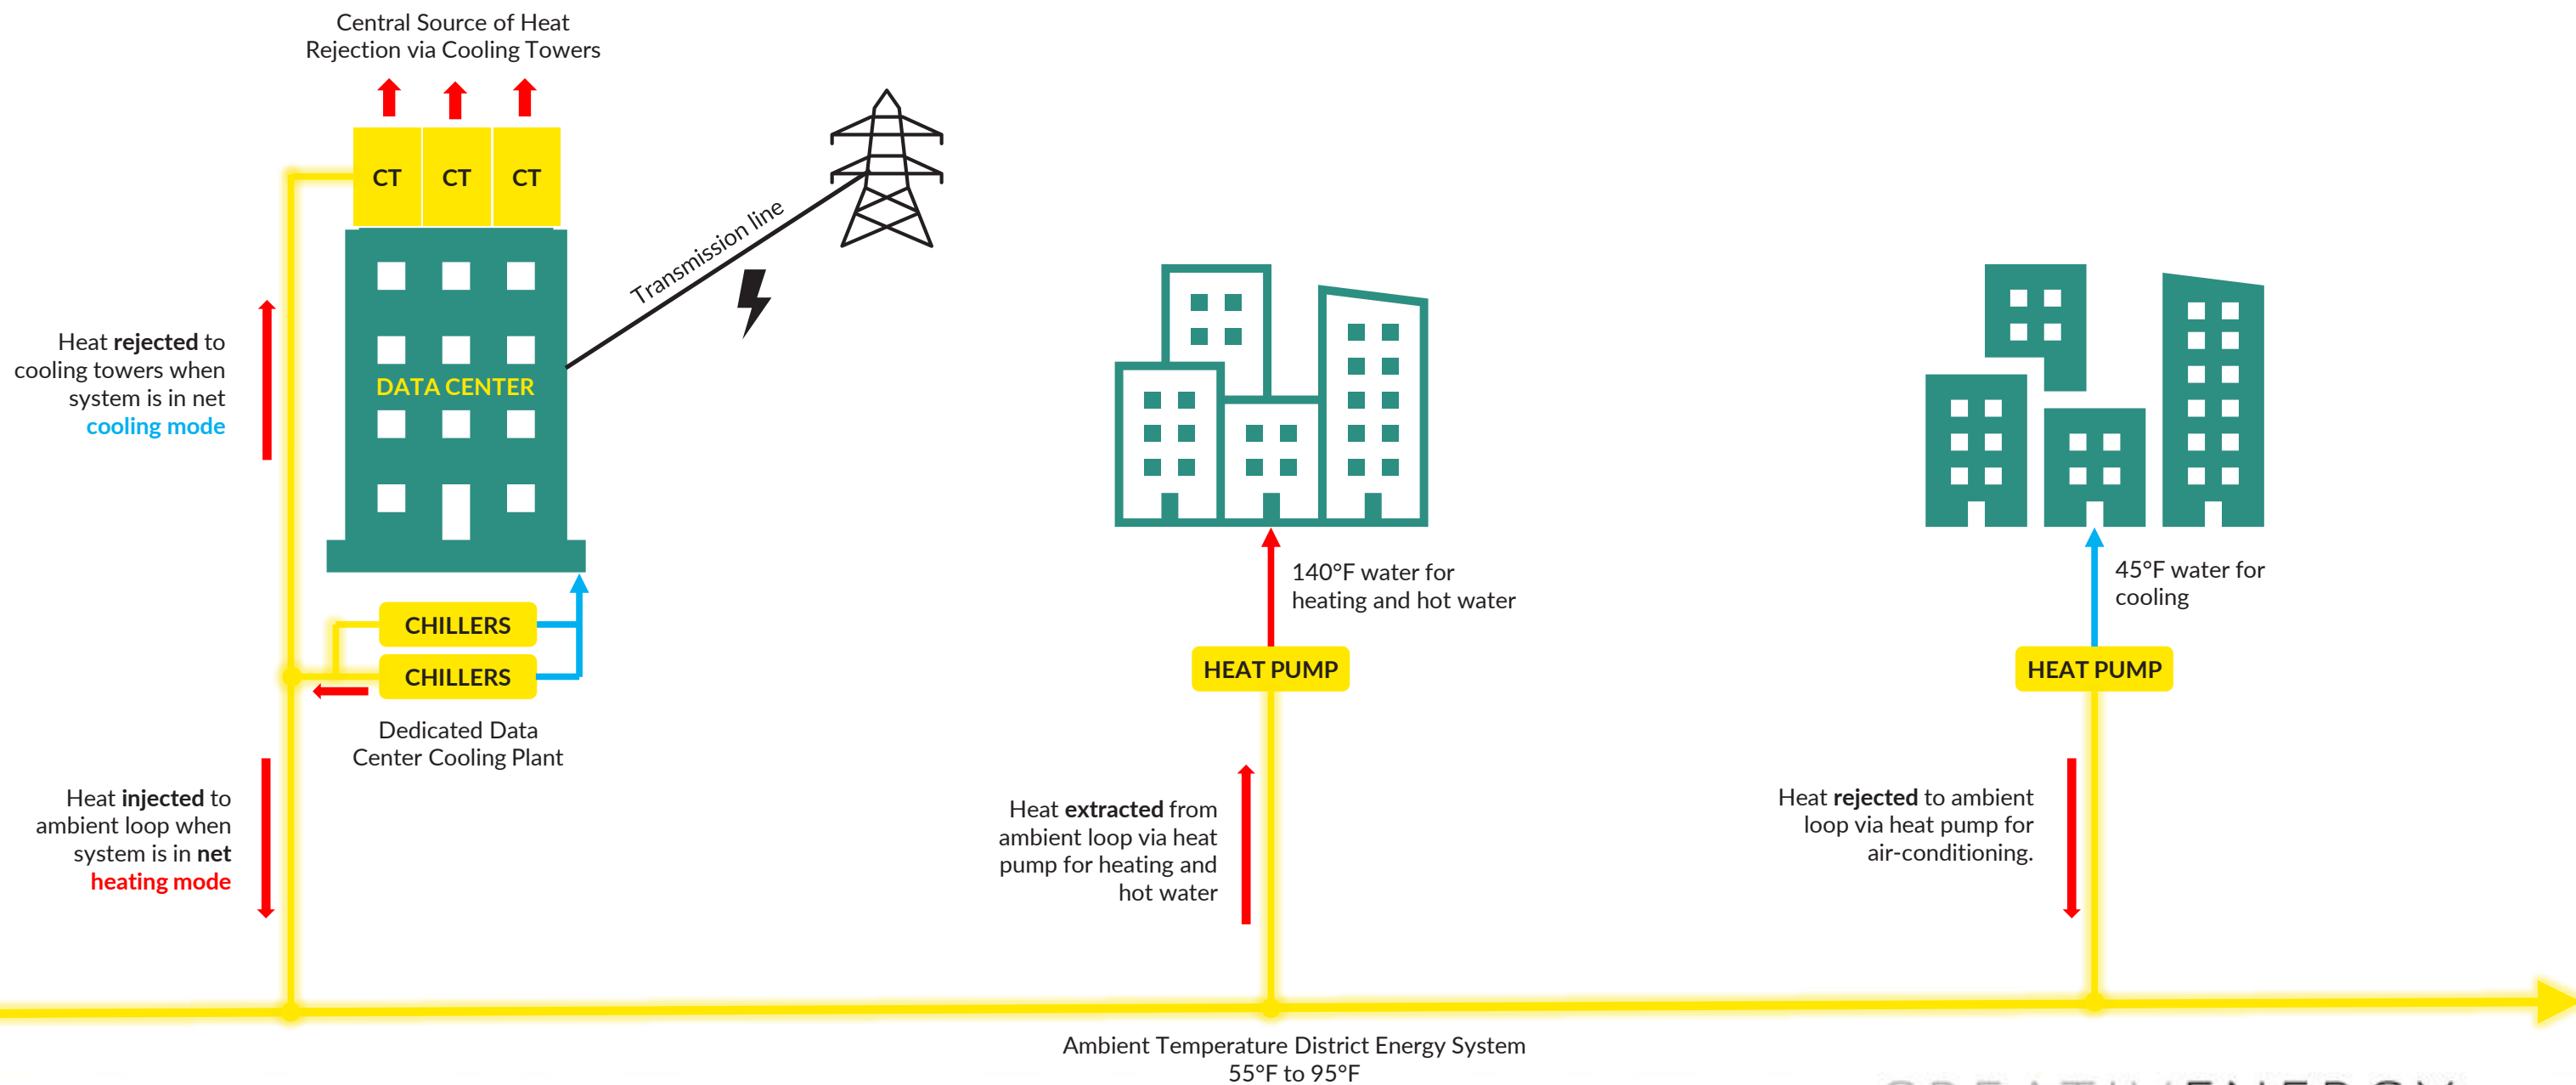 Central Source of Heat
Rejection via Cooling Towers
CT CT CT
Transmission line
Heat rejected to
cooling towers when
system is in net
cooling mode
DATA CENTER
CHILLERS
CHILLERS
Dedicated Data
Center Cooling Plant
Heat injected to
ambient loop when
system is in net
heating mode
140°F water for
heating and hot water
HEAT PUMP
Heat extracted from
ambient loop via heat
pump for heating and
hot water
45°F water for
cooling
HEAT PUMP
Heat rejected to ambient
loop via heat pump for
air-conditioning.
Ambient Temperature District Energy System
55°F to 95°F